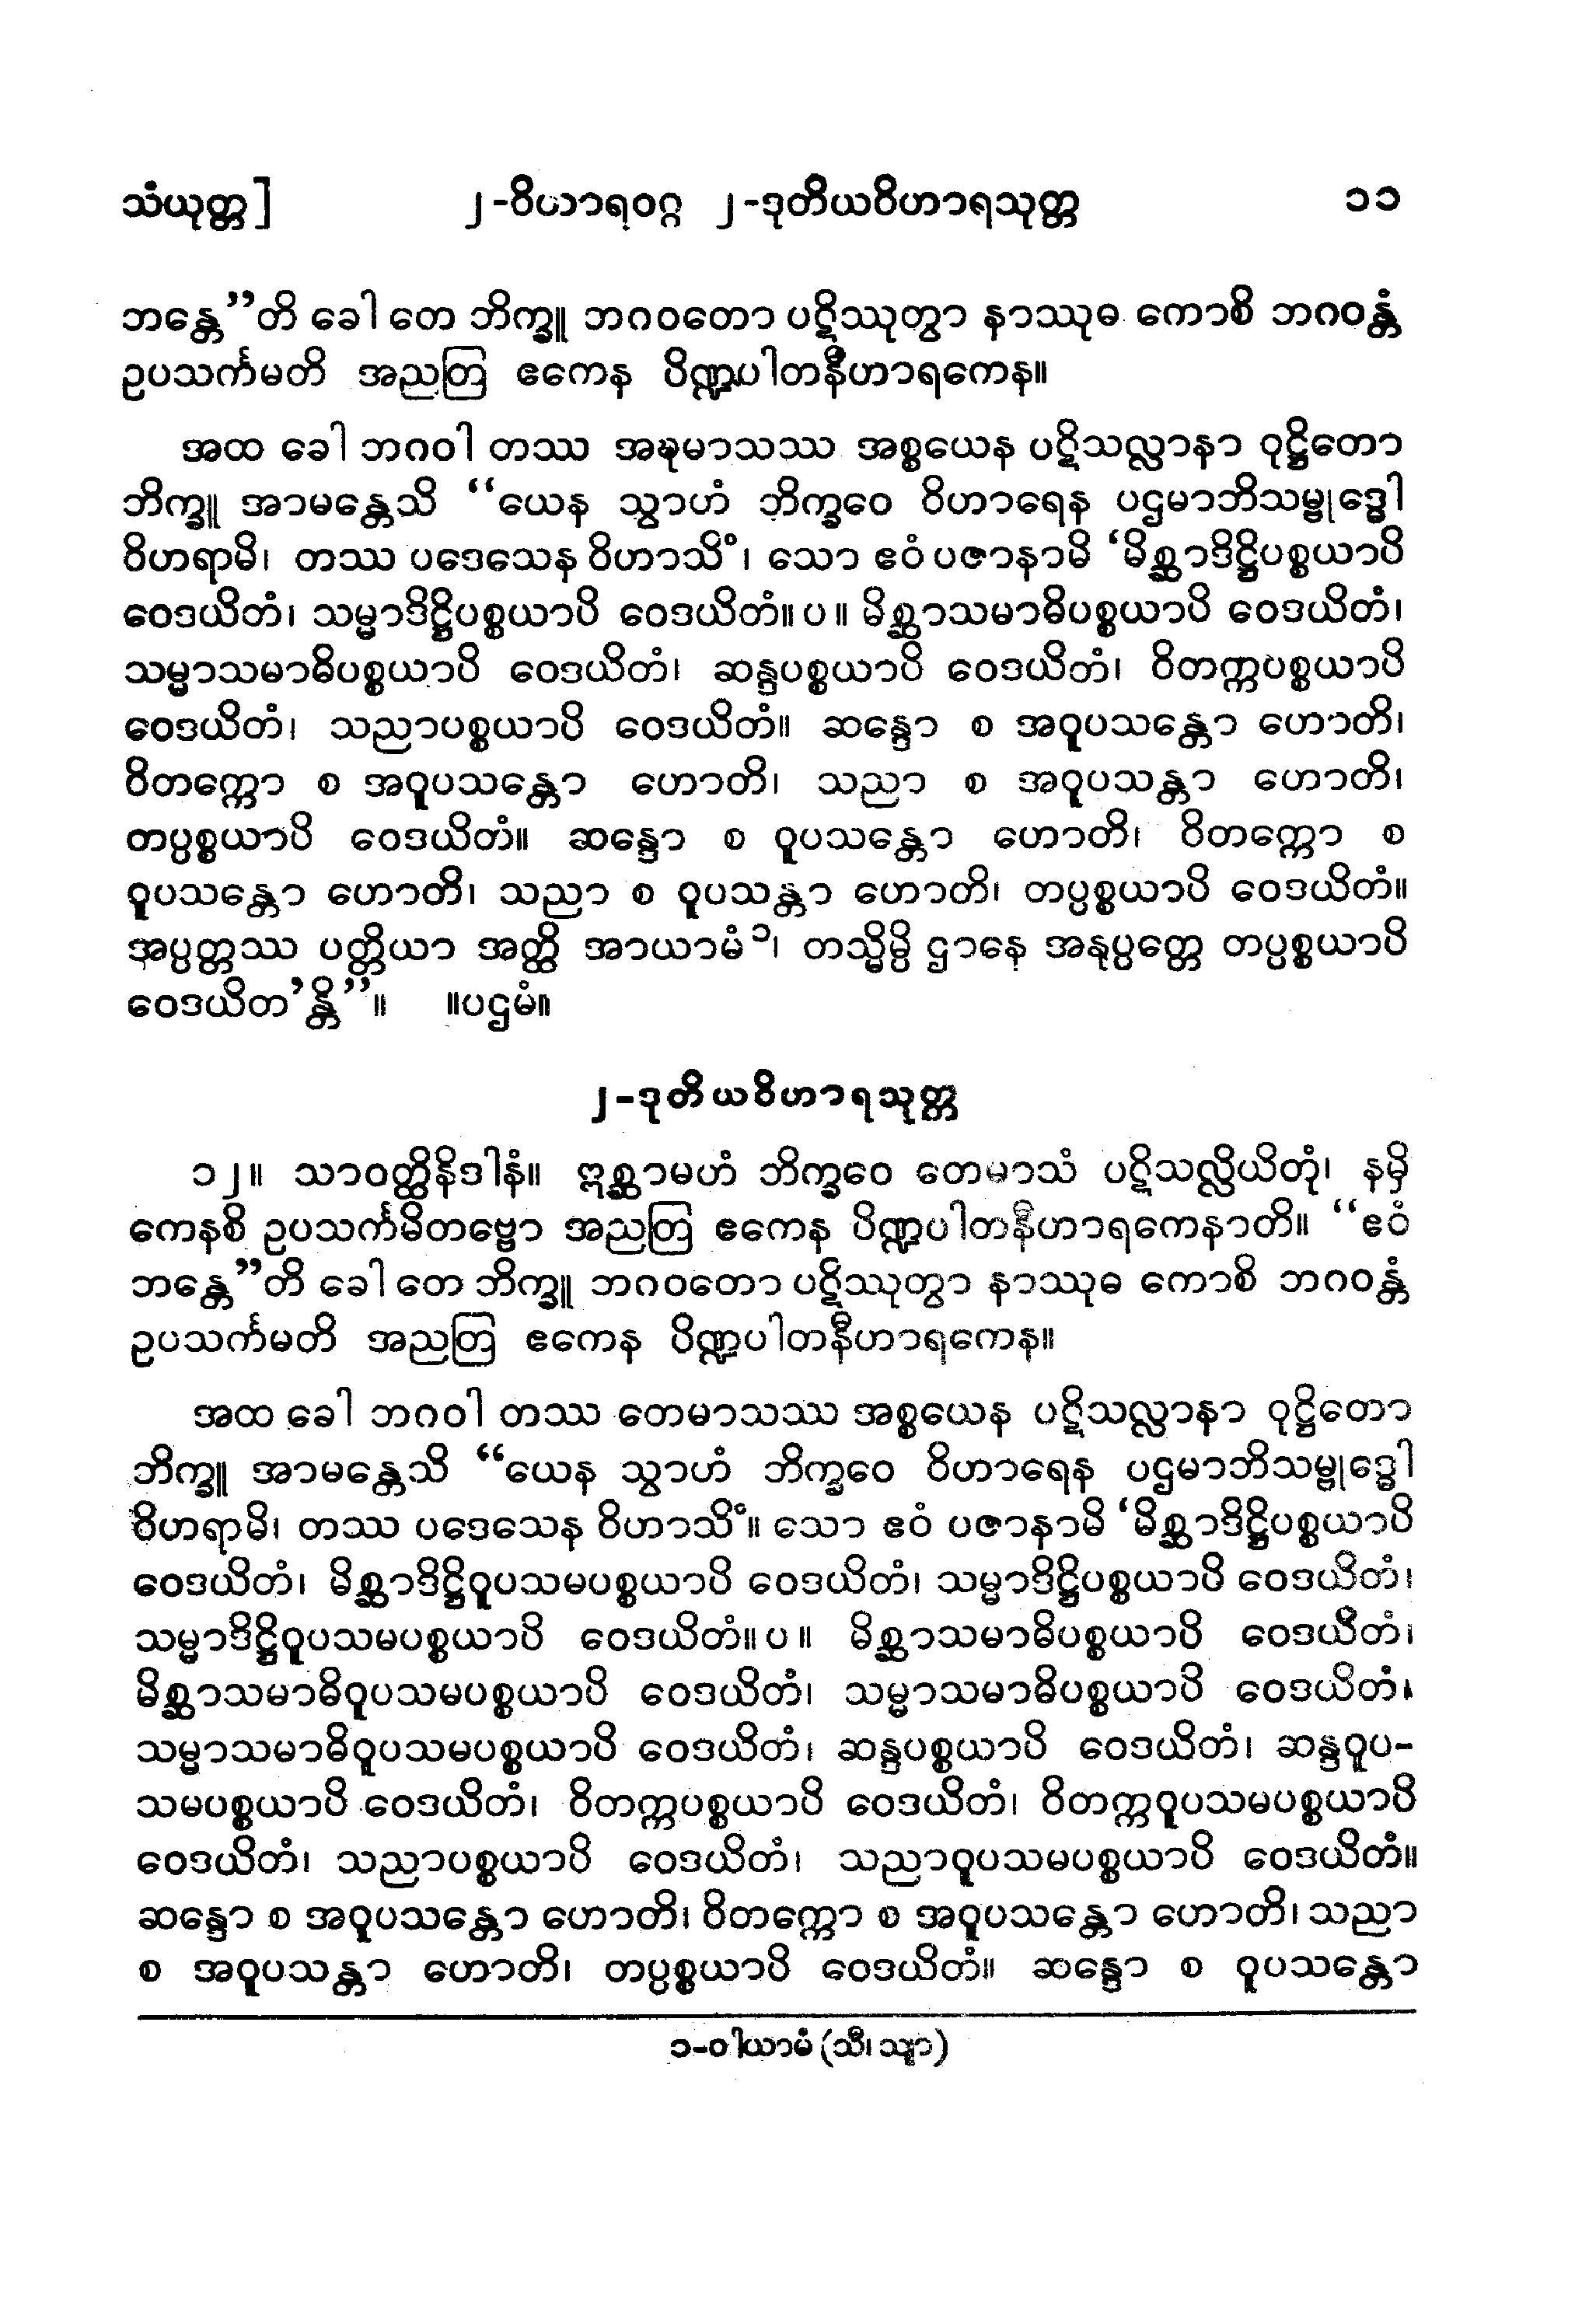 သံယုတ္တ] ၂-ဝိဟာရဝဂ္ဂ ၂-ဒုတိယဝိဟာရသုတ္တ ၁၁
ဘန္တေ”တိ ခေါ တေ ဘိက္ခူ ဘဂဝတော ပဋိဿုတွာ နာဿုဓ ကောစိ ဘဂဝန္တံ
ဥပသင်္ကမတိ အညတြ ဧကေန ပိဏ္ဍပါတနီဟာရကေန။
အထ ခေါ ဘဂဝါ တဿ အဍ္ဎမာသဿ အစ္စယေန ပဋိသလ္လာနာ ဝုဋ္ဌိတော
ဘိက္ခူ အာမန္တေသိ “ယေန သွာဟံ ဘိက္ခဝေ ဝိဟာရေန ပဌမာဘိသမ္ဗုဒ္ဓေါ
ဝိဟရာမိ၊ တဿ ပဒေသေန ဝိဟာသိံ၊ သော ဧဝံ ပဇာနာမိ ‘မိစ္ဆာဒိဋ္ဌိပစ္စယာပိ
ဝေဒယိတံ၊ သမ္မာဒိဋ္ဌိပစ္စယာပိ ဝေဒယိတံ။ ပ ။ မိစ္ဆာသမာဓိပစ္စယာပိ ဝေဒယိတံ၊
သမ္မာသမာဓိပစ္စယာပိ ဝေဒယိတံ၊ ဆန္ဒပစ္စယာပိ ဝေဒယိတံ၊ ဝိတက္ကပစ္စယာပိ
ဝေဒယိတံ၊ သညာပစ္စယာပိ ဝေဒယိတံ။ ဆန္ဒော စ အဝူပသန္တော ဟောတိ၊
ဝိတက္ကော စ အဝူပသန္တော ဟောတိ၊ သညာ စ အဝူပသန္တာ ဟောတိ၊
တပ္ပစ္စယာပိ ဝေဒယိတံ။ ဆန္ဒော စ ဝူပသန္တော ဟောတိ၊ ဝိတက္ကော စ
ဝူပသန္တော ဟောတိ၊ သညာ စ ဝူပသန္တာ ဟောတိ၊ တပ္ပစ္စယာပိ ဝေဒယိတံ။
အပ္ပတ္တဿ ပတ္တိယာ အတ္ထိ အာယာမံ ၁၊ တသ္မိမ္ပိ ဌာနေ အနုပ္ပတ္တေ တပ္ပစ္စယာပိ
ဝေဒယိတ’န္တိ”။ ။ပဌမံ။
၂-ဒုတိယဝိဟာရသုတ္တ
၁၂။ သာဝတ္ထိနိဒါနံ။ ဣစ္ဆာမဟံ ဘိက္ခဝေ တေမာသံ ပဋိသလ္လိယိတုံ၊ နမှိ
ကေနစိ ဥပသင်္ကမိတဗ္ဗော အညတြ ဧကေန ပိဏ္ဍပါတနီဟာရကေနာတိ။ “ဧဝံ
ဘန္တေ”တိ ခေါ တေ ဘိက္ခူ ဘဂဝတော ပဋိဿုတွာ နာဿုဓ ကောစိ ဘဂဝန္တံ
ဥပသင်္ကမတိ အညတြ ဧကေန ပိဏ္ဍပါတနီဟာရကေန။
အထ ခေါ ဘဂဝါ တဿ တေမာသဿ အစ္စယေန ပဋိသလ္လာနာ ဝုဋ္ဌိတော
ဘိက္ခူ အာမန္တေသိ “ယေန သွာဟံ ဘိက္ခဝေ ဝိဟာရေန ပဌမာဘိသမ္ဗုဒ္ဓေါ
ဝိဟရာမိ၊ တဿ ပဒေသေန ဝိဟာသိံ။ သော ဧဝံ ပဇာနာမိ ‘မိစ္ဆာဒိဋ္ဌိပစ္စယာပိ
ဝေဒယိတံ၊ မိစ္ဆာဒိဋ္ဌိဝူပသမပစ္စယာပိ ဝေဒယိတံ၊ သမ္မာဒိဋ္ဌိပစ္စယာပိ ဝေဒယိတံ၊
သမ္မာဒိဋ္ဌိဝူပသမပစ္စယာပိ ဝေဒယိတံ။ ပ ။ မိစ္ဆာသမာဓိပစ္စယာပိ ဝေဒယိတံ၊
မိစ္ဆာသမာဓိဝူပသမပစ္စယာပိ ဝေဒယိတံ၊ သမ္မာသမာဓိပစ္စယာပိ ဝေဒယိတံ၊
သမ္မာသမာဓိဝူပသမပစ္စယာပိ ဝေဒယိတံ၊ ဆန္ဒပစ္စယာပိ ဝေဒယိတံ၊ ဆန္ဒဝူပ-
သမပစ္စယာပိ ဝေဒယိတံ၊ ဝိတက္ကပစ္စယာပိ ဝေဒယိတံ၊ ဝိတက္ကဝူပသမပစ္စယာပိ
ဝေဒယိတံ၊ သညာပစ္စယာပိ ဝေဒယိတံ၊ သညာဝူပသမပစ္စယာပိ ဝေဒယိတံ။
ဆန္ဒော စ အဝူပသန္တော ဟောတိ၊ ဝိတက္ကော စ အဝူပသန္တော ဟောတိ၊ သညာ
စ အဝူပသန္တာ ဟောတိ၊ တပ္ပစ္စယာပိ ဝေဒယိတံ။ ဆန္ဒော စ ဝူပသန္တော
၁-ဝါယာမံ (သီ၊ သျာ)